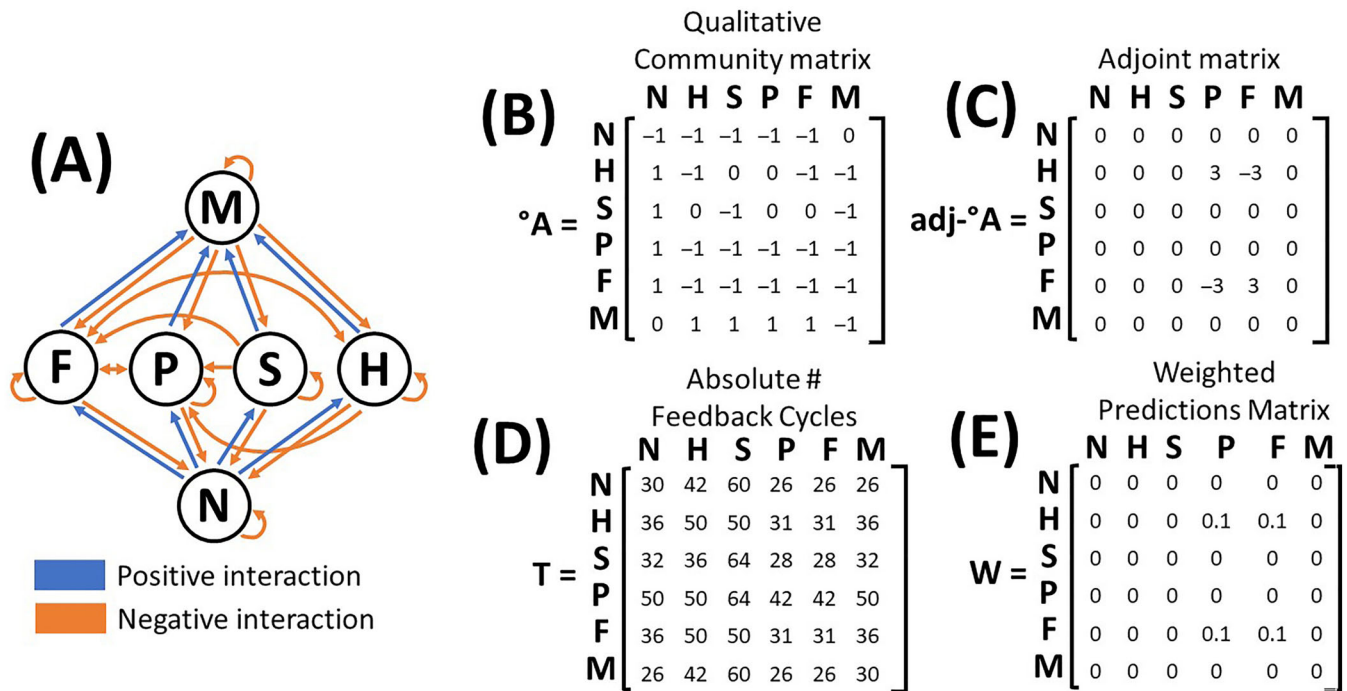 (A)
M
F P S H
N
Positive interaction
Negative interaction
(B)
Qualitative
Community matrix
N H S P F M
°A =
N –1 –1 –1 –1 –1 0
H 1 –1 0 0 –1 –1
S 1 0 –1 0 0 –1
P 1 –1 –1 –1 –1 –1
F 1 –1 –1 –1 –1 –1
M 0 1 1 1 1 –1
(C)
Adjoint matrix
N H S P F M
adj-°A =
N 0 0 0 0 0 0
H 0 0 0 3 –3 0
S 0 0 0 0 0 0
P 0 0 0 0 0 0
F 0 0 0 –3 3 0
M 0 0 0 0 0 0
(D)
Absolute #
Feedback Cycles
N H S P F M
T =
N 30 42 60 26 26 26
H 36 50 50 31 31 36
S 32 36 64 28 28 32
P 50 50 64 42 42 50
F 36 50 50 31 31 36
M 26 42 60 26 26 30
(E)
Weighted
Predictions Matrix
N H S P F M
W =
N 0 0 0 0 0 0
H 0 0 0 0.1 0.1 0
S 0 0 0 0 0 0
P 0 0 0 0 0 0
F 0 0 0 0.1 0.1 0
M 0 0 0 0 0 0